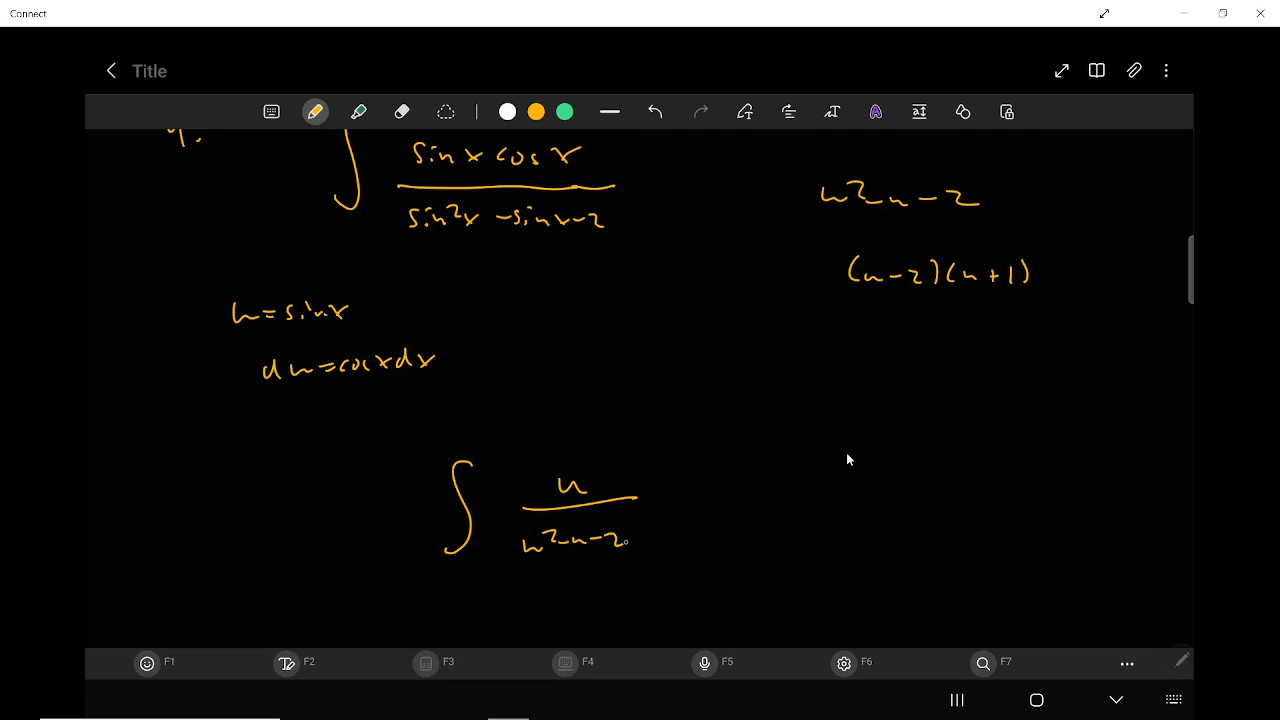 Connect
Title
4. ∫ sin x cos x
sin²x - sin x - 2
u² - u - 2
(u - 2)(u + 1)
u = sin x
du = cos x dx
∫ u
u² - u - 2
F1 F2 F3 F4 F5 F6 F7